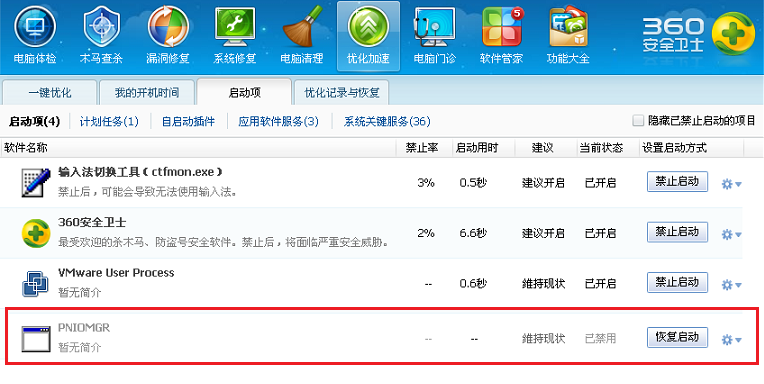 电脑体检 木马查杀 漏洞修复 系统修复 电脑清理 优化加速 电脑门诊 软件管家 5 功能大全 360 安全卫士
一键优化 我的开机时间 启动项 优化记录与恢复
启动项(4) 计划任务(1) 自启动插件 应用软件服务(3) 系统关键服务(36) 隐藏已禁止启动的项目
软件名称 禁止率 启动用时 建议 当前状态 设置启动方式
输入法切换工具(ctfmon.exe)
禁止后,可能会导致无法使用输入法。
3% 0.5秒 建议开启 已开启 禁止启动
360安全卫士
最受欢迎的杀木马、防盗号安全软件。禁止后,将面临严重安全威胁。
2% 6.6秒 建议开启 已开启 禁止启动
VMware User Process
暂无简介
-- 0.6秒 维持现状 已开启 禁止启动
PNIOMGR
暂无简介
-- -- 维持现状 已禁用 恢复启动